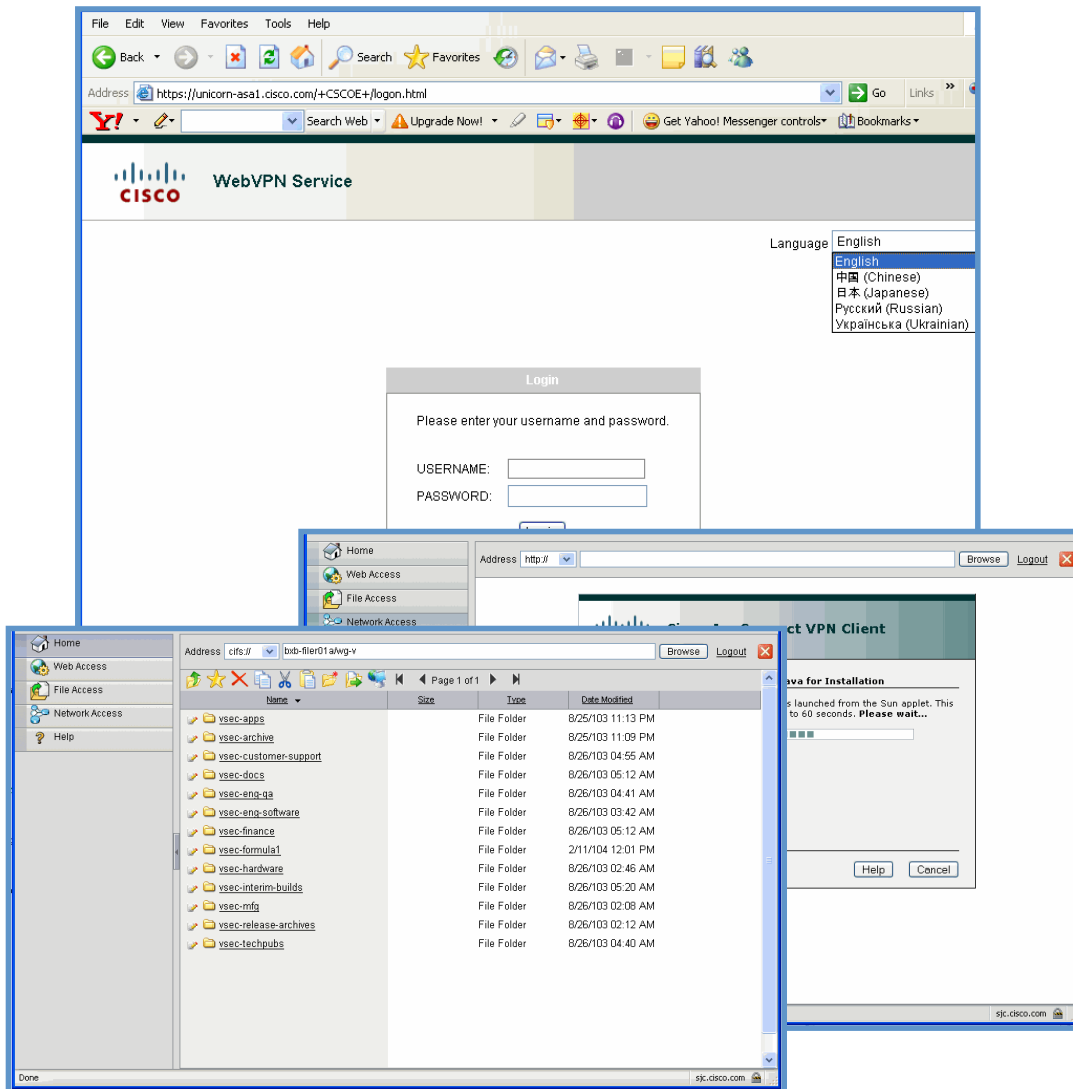 File Edit View Favorites Tools Help
Back Search Favorites
Address https://unicorn-asa1.cisco.com/+CSCOE+/logon.html Go Links »
Y! Search Web Upgrade Now! Get Yahoo! Messenger controls Bookmarks
CISCO WebVPN Service
Language English
English
中国 (Chinese)
日本 (Japanese)
Русский (Russian)
Українська (Ukrainian)
Login
Please enter your username and password.
USERNAME:
PASSWORD:
Home
Web Access
File Access
Network Access
Address http:// Browse Logout
ct VPN Client
ava for Installation
s launched from the Sun applet. This
to 60 seconds. Please wait...
Help Cancel
sjc.cisco.com
Home
Web Access
File Access
Network Access
Help
Address cifs:// bxb-filer01a/wg-v Browse Logout
Page 1 of 1
Name Size Type Date Modified
vsec-apps File Folder 8/25/103 11:13 PM
vsec-archive File Folder 8/25/103 11:09 PM
vsec-customer-support File Folder 8/26/103 04:55 AM
vsec-docs File Folder 8/26/103 05:12 AM
vsec-eng-qa File Folder 8/26/103 04:41 AM
vsec-eng-software File Folder 8/26/103 03:42 AM
vsec-finance File Folder 8/26/103 05:12 AM
vsec-formula1 File Folder 2/11/104 12:01 PM
vsec-hardware File Folder 8/26/103 02:46 AM
vsec-interim-builds File Folder 8/26/103 05:20 AM
vsec-mfg File Folder 8/26/103 02:08 AM
vsec-release-archives File Folder 8/26/103 02:12 AM
vsec-techpubs File Folder 8/26/103 04:40 AM
Done sjc.cisco.com